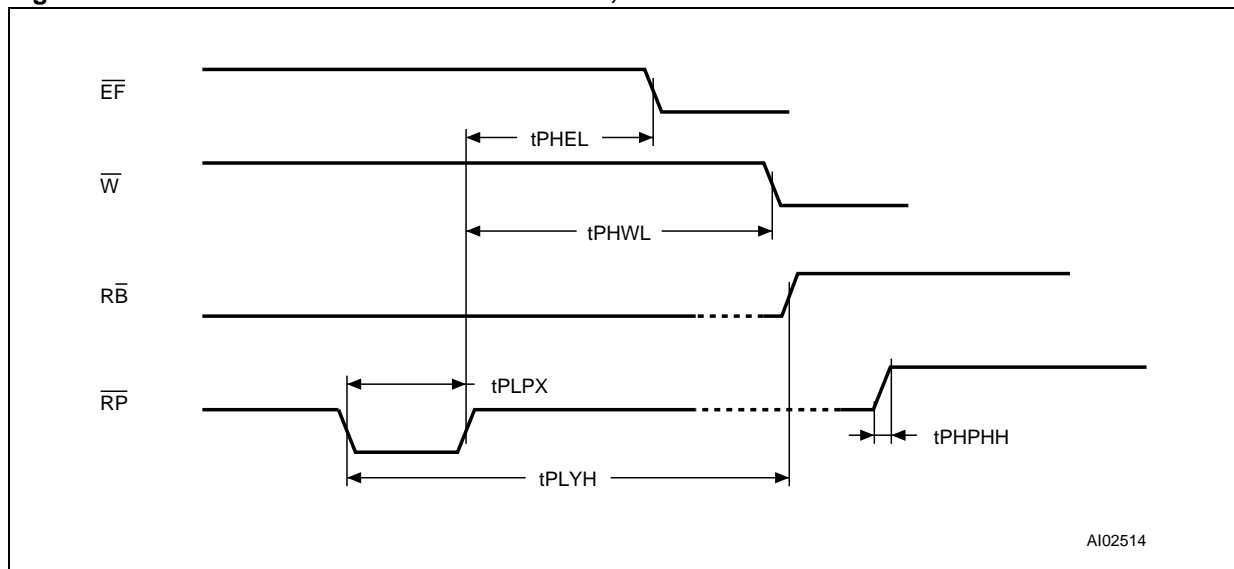 EF
tPHEL
W
tPHWL
RB
tPLPX
RP
tPHPHH
tPLYH
AI02514